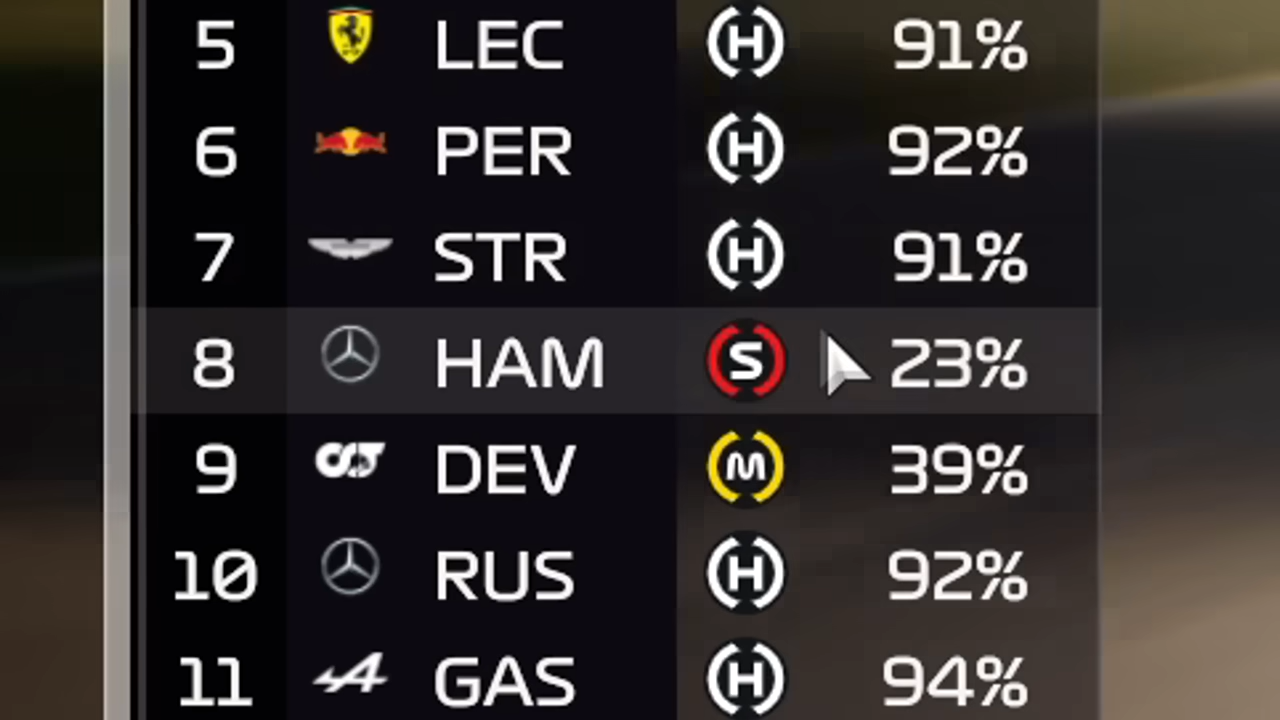 5 LEC H 91%
6 PER H 92%
7 STR H 91%
8 HAM S 23%
9 DEV M 39%
10 RUS H 92%
11 GAS H 94%